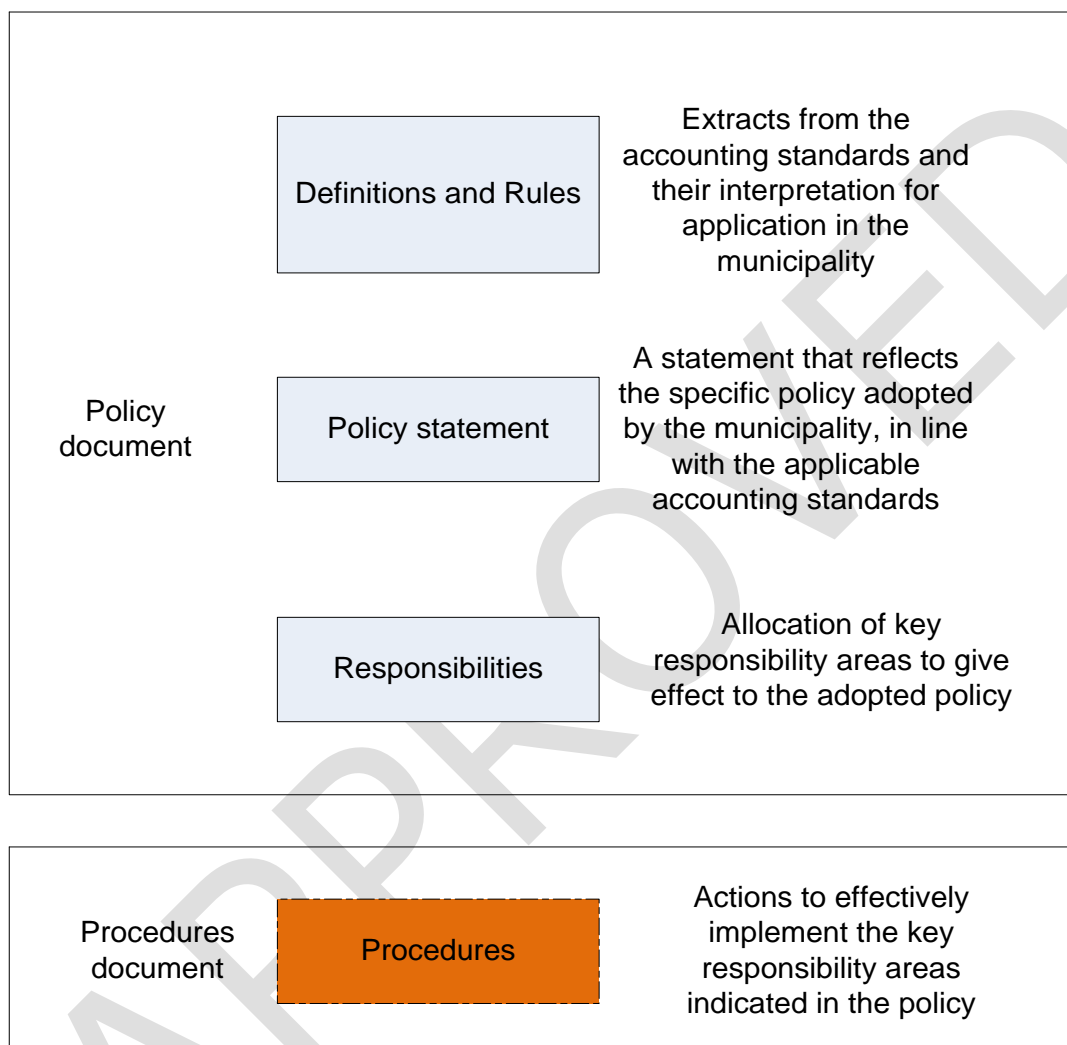 Definitions and Rules
Extracts from the
accounting standards and
their interpretation for
application in the
municipality
Policy
document
Policy statement
A statement that reflects
the specific policy adopted
by the municipality, in line
with the applicable
accounting standards
Responsibilities
Allocation of key
responsibility areas to give
effect to the adopted policy
Procedures
document
Procedures
Actions to effectively
implement the key
responsibility areas
indicated in the policy
APPROVED